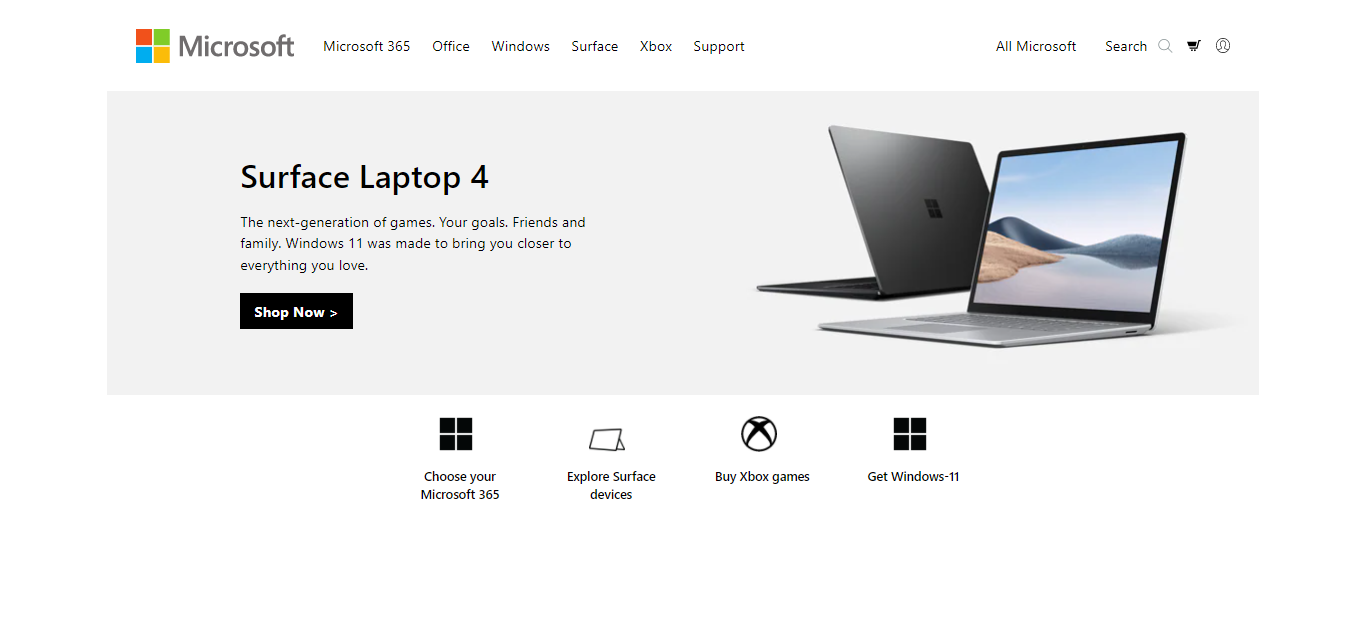 Microsoft Microsoft 365 Office Windows Surface Xbox Support All Microsoft Search
Surface Laptop 4
The next-generation of games. Your goals. Friends and
family. Windows 11 was made to bring you closer to
everything you love.
Shop Now >
Choose your
Microsoft 365
Explore Surface
devices
Buy Xbox games
Get Windows-11